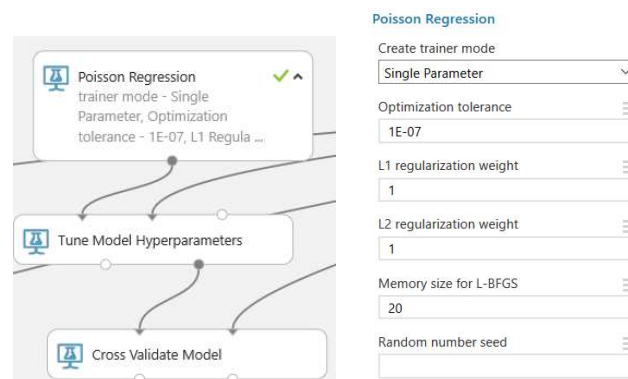 Poisson Regression
trainer mode - Single
Parameter, Optimization
tolerance - 1E-07, L1 Regula ...
Tune Model Hyperparameters
Cross Validate Model
Poisson Regression
Create trainer mode
Single Parameter
Optimization tolerance
1E-07
L1 regularization weight
1
L2 regularization weight
1
Memory size for L-BFGS
20
Random number seed